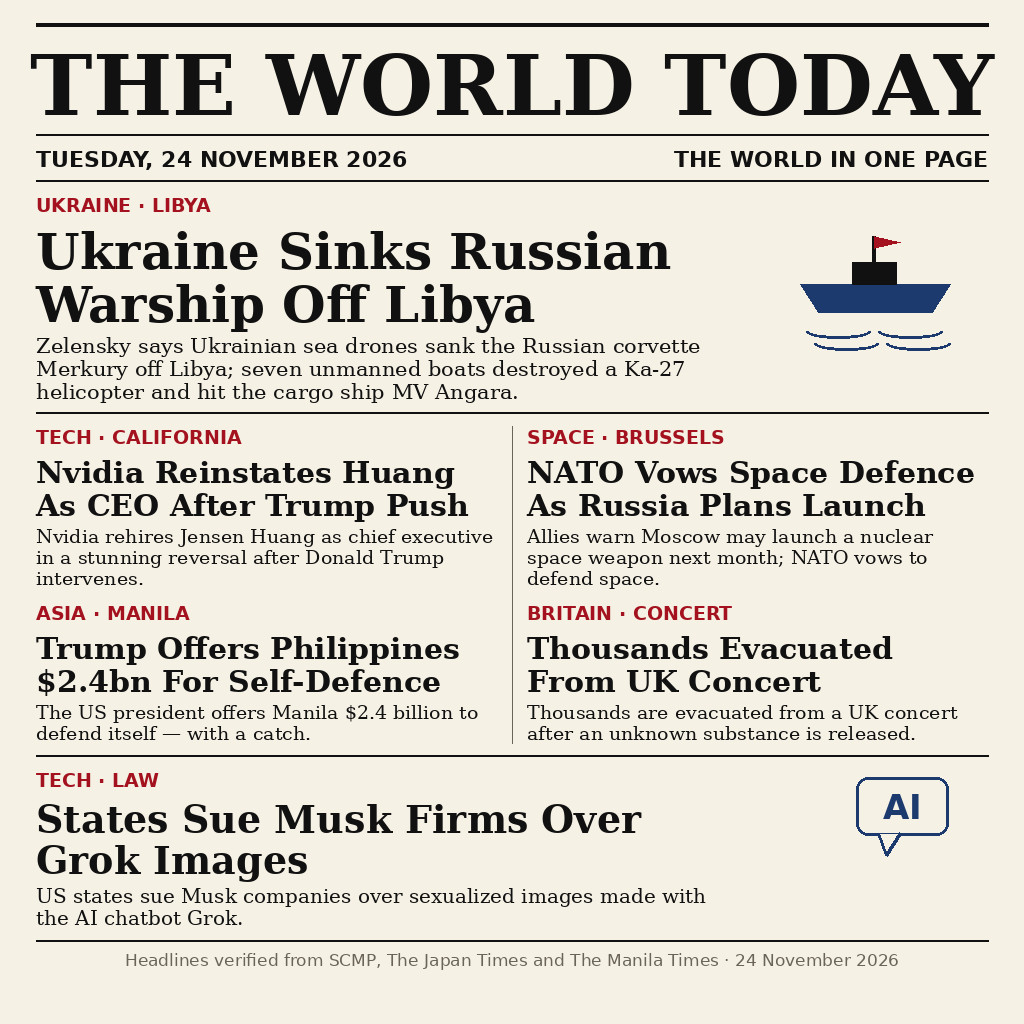 THE WORLD TODAY
TUESDAY, 24 NOVEMBER 2026
THE WORLD IN ONE PAGE
UKRAINE · LIBYA
Ukraine Sinks Russian
Warship Off Libya
Zelensky says Ukrainian sea drones sank the Russian corvette
Merkury off Libya; seven unmanned boats destroyed a Ka-27
helicopter and hit the cargo ship MV Angara.
TECH · CALIFORNIA
Nvidia Reinstates Huang
As CEO After Trump Push
Nvidia rehires Jensen Huang as chief executive
in a stunning reversal after Donald Trump
intervenes.
ASIA · MANILA
Trump Offers Philippines
$2.4bn For Self-Defence
The US president offers Manila $2.4 billion to
defend itself — with a catch.
SPACE · BRUSSELS
NATO Vows Space Defence
As Russia Plans Launch
Allies warn Moscow may launch a nuclear
space weapon next month; NATO vows to
defend space.
BRITAIN · CONCERT
Thousands Evacuated
From UK Concert
Thousands are evacuated from a UK concert
after an unknown substance is released.
TECH · LAW
States Sue Musk Firms Over
Grok Images
US states sue Musk companies over sexualized images made with
the AI chatbot Grok.
AI
Headlines verified from SCMP, The Japan Times and The Manila Times · 24 November 2026